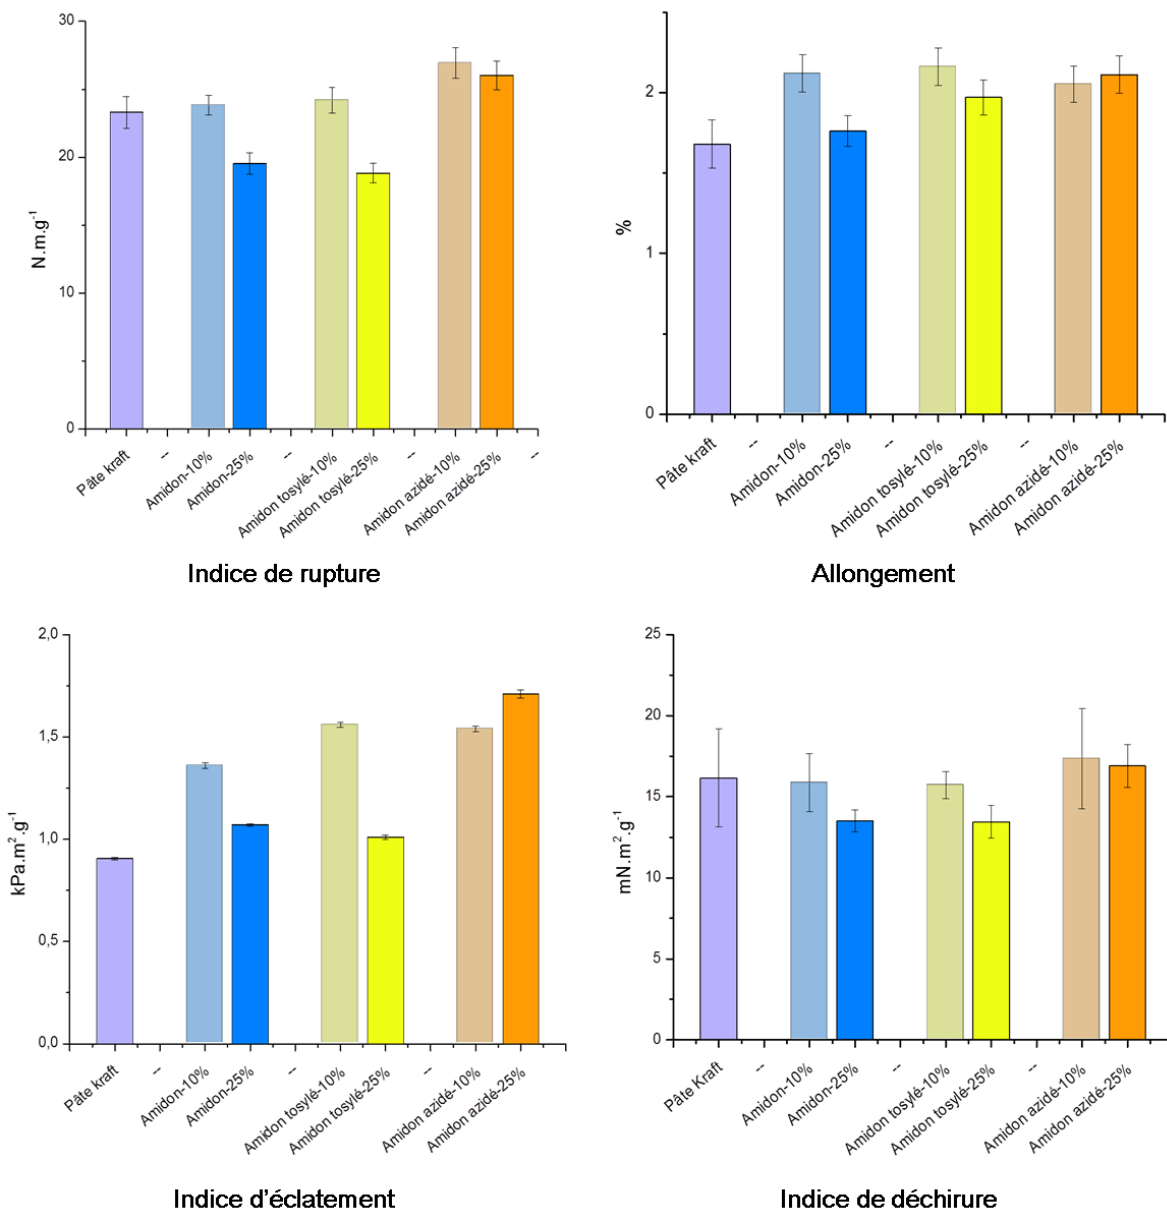 30
20
10
0
N.m.g-1
Pâte kraft
--
Amidon-10%
Amidon-25%
--
Amidon tosylé-10%
Amidon tosylé-25%
--
Amidon azidé-10%
Amidon azidé-25%
--
Indice de rupture
2
1
0
%
Pâte kraft
--
Amidon-10%
Amidon-25%
--
Amidon tosylé-10%
Amidon tosylé-25%
--
Amidon azidé-10%
Amidon azidé-25%
Allongement
2,0
1,5
1,0
0,5
0,0
kPa.m2.g-1
Pâte kraft
--
Amidon-10%
Amidon-25%
--
Amidon tosylé-10%
Amidon tosylé-25%
--
Amidon azidé-10%
Amidon azidé-25%
Indice d'éclatement
25
20
15
10
5
0
mN.m2.g-1
Pâte Kraft
--
Amidon-10%
Amidon-25%
--
Amidon tosylé-10%
Amidon tosylé-25%
--
Amidon azidé-10%
Amidon azidé-25%
Indice de déchirure